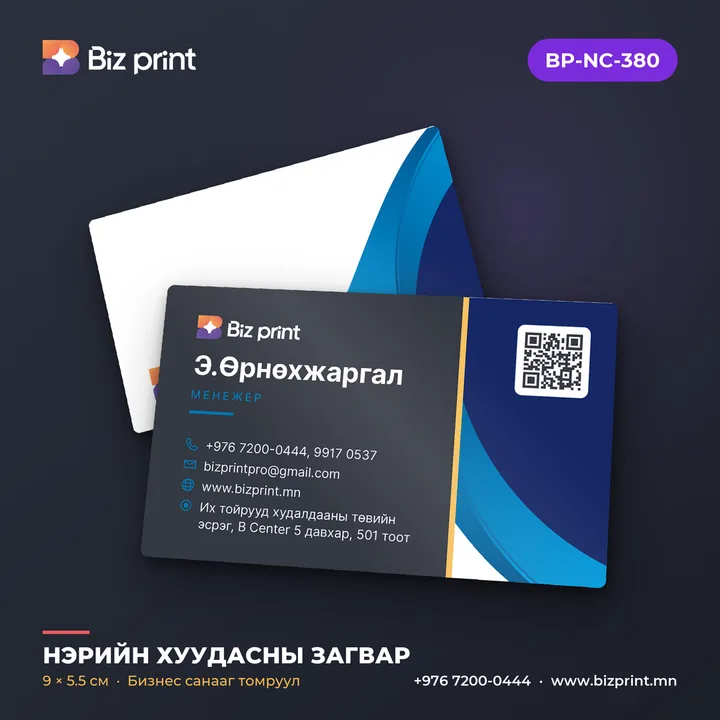 Biz print
BP-NC-380
Biz print
Э.Өрнөхжаргал
МЕНЕЖЕР
+976 7200-0444, 9917 0537
bizprintpro@gmail.com
www.bizprint.mn
Их тойрууд худалдааны төвийн
эсрэг, B Center 5 давхар, 501 тоот
НЭРИЙН ХУУДАСНЫ ЗАГВАР
9 × 5.5 см · Бизнес санааг томруул
+976 7200-0444 · www.bizprint.mn